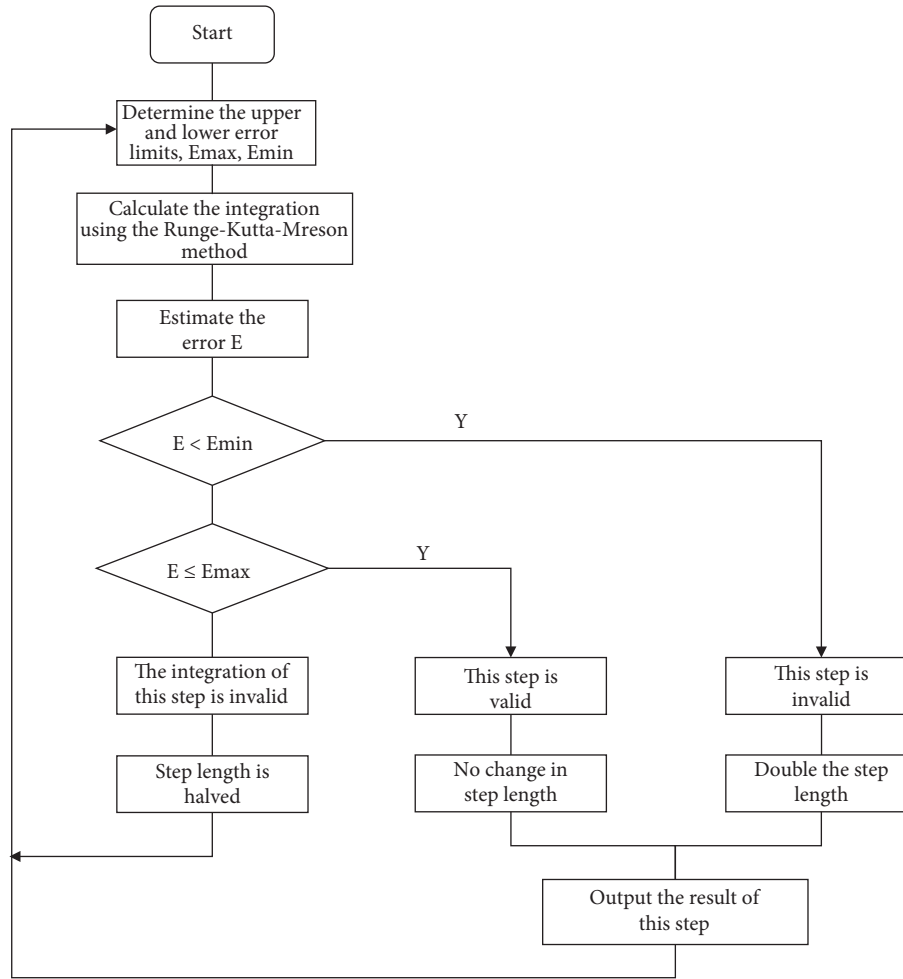 Start
Determine the upper
and lower error
limits, Emax, Emin
Calculate the integration
using the Runge-Kutta-Mreson
method
Estimate the
error E
E < Emin
Y
E ≤ Emax
Y
The integration of
this step is invalid
This step is
valid
This step is
invalid
Step length is
halved
No change in
step length
Double the step
length
Output the result of
this step